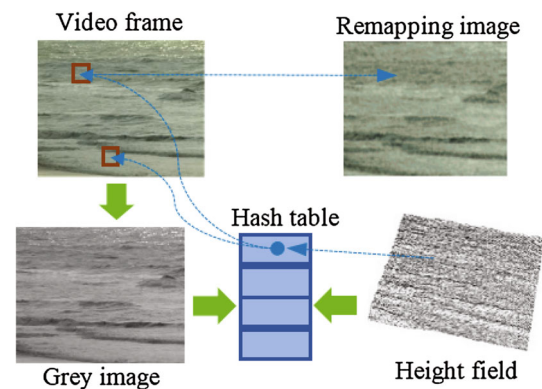 Video frame
Remapping image
Hash table
Grey image
Height field